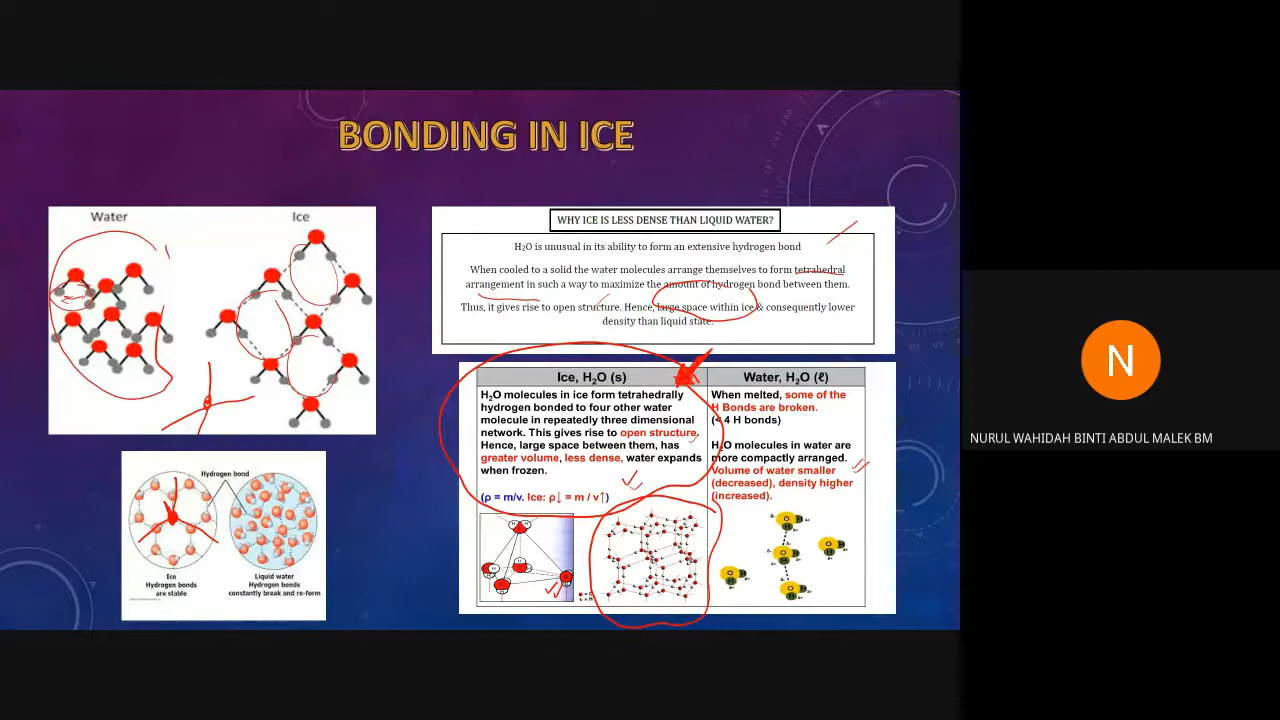 BONDING IN ICE
Water
Ice
WHY ICE IS LESS DENSE THAN LIQUID WATER?
H₂O is unusual in its ability to form an extensive hydrogen bond
When cooled to a solid the water molecules arrange themselves to form tetrahedral
arrangement in such a way to maximize the amount of hydrogen bond between them.
Thus, it gives rise to open structure. Hence, large space within ice & consequently lower
density than liquid state.
Ice, H₂O (s)
H₂O molecules in ice form tetrahedrally
hydrogen bonded to four other water
molecule in repeatedly three dimensional
network. This gives rise to open structure.
Hence, large space between them, has
greater volume, less dense, water expands
when frozen.
(ρ = m/v. Ice: ρ↓ = m / v↑)
Water, H₂O (ℓ)
When melted, some of the
H Bonds are broken.
(< 4 H bonds)
H₂O molecules in water are
more compactly arranged.
Volume of water smaller
(decreased), density higher
(increased).
Hydrogen bond
Ice
Hydrogen bonds
are stable
Liquid water
Hydrogen bonds
constantly break and re-form
N
NURUL WAHIDAH BINTI ABDUL MALEK BM